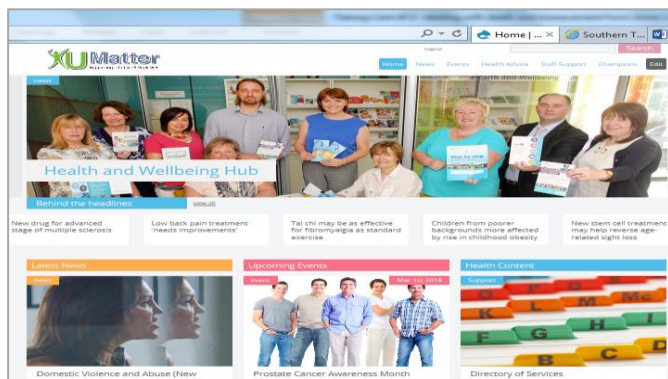 Home | ...
Southern T...
Logout
Search
U Matter
Home News Events Health Advice Staff Support Champions Edit
news
Health and Wellbeing Hub
Behind the headlines view all
New drug for advanced stage of multiple sclerosis
Low back pain treatment 'needs improvements'
Tai chi may be as effective for fibromyalgia as standard exercise
Children from poorer backgrounds more affected by rise in childhood obesity
New stem cell treatment may help reverse age-related sight loss
Latest News
news
Domestic Violence and Abuse (New
Upcoming Events
event Mar 1st 2018
Prostate Cancer Awareness Month
Health Content
Support
O P
K L M Mc
F G H I
B C D
Directory of Services